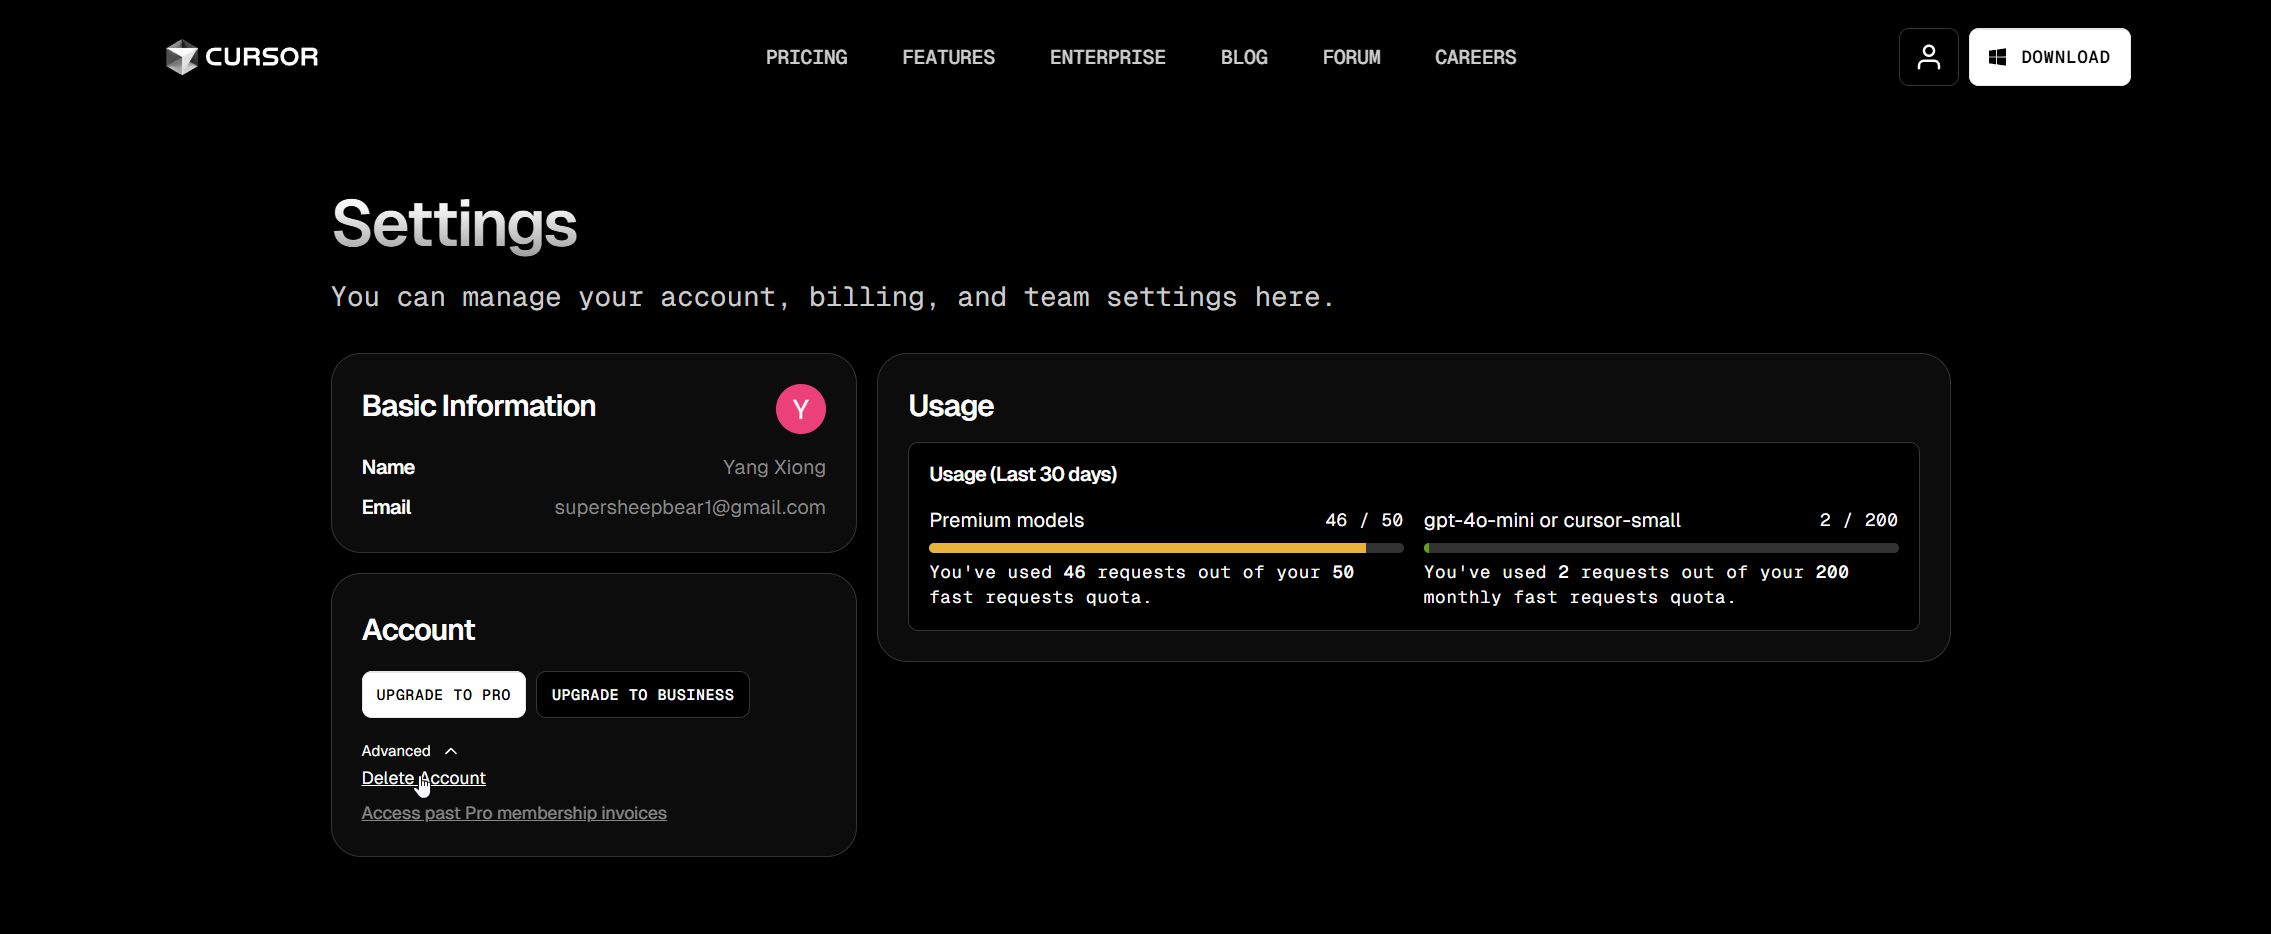 CURSOR
PRICING
FEATURES
ENTERPRISE
BLOG
FORUM
CAREERS
DOWNLOAD
Settings
You can manage your account, billing, and team settings here.
Basic Information
Y
Name
Yang Xiong
Email
supersheepbear1@gmail.com
Account
UPGRADE TO PRO
UPGRADE TO BUSINESS
Advanced
Delete Account
Access past Pro membership invoices
Usage
Usage (Last 30 days)
Premium models
46 / 50
You've used 46 requests out of your 50
fast requests quota.
gpt-4o-mini or cursor-small
2 / 200
You've used 2 requests out of your 200
monthly fast requests quota.